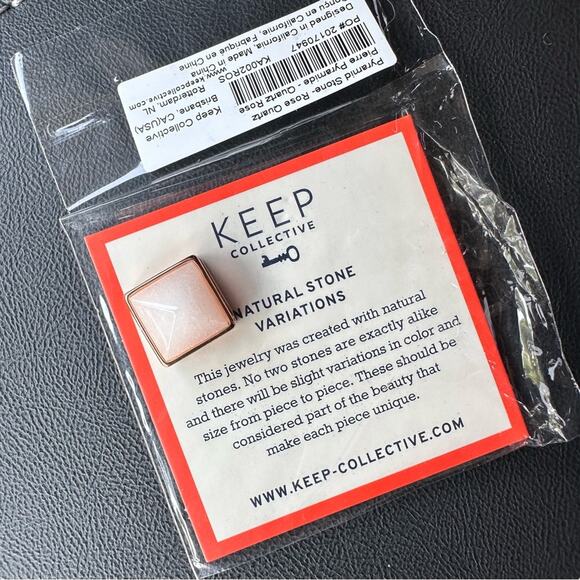 Pyramid Stone- Rose Quartz
Pierre Pyramide - Quartz Rose
KA002ROS
PO# 20170947
Designed in California, Made in China
Conçu en Californie, Fabriqué en Chine
Keep Collective
Brisbane, CA(USA)
Rotterdam, NL
www.keepcollective.com
KEEP
COLLECTIVE
NATURAL STONE
VARIATIONS
This jewelry was created with natural
stones. No two stones are exactly alike
and there will be slight variations in color and
size from piece to piece. These should be
considered part of the beauty that
make each piece unique.
WWW.KEEP-COLLECTIVE.COM